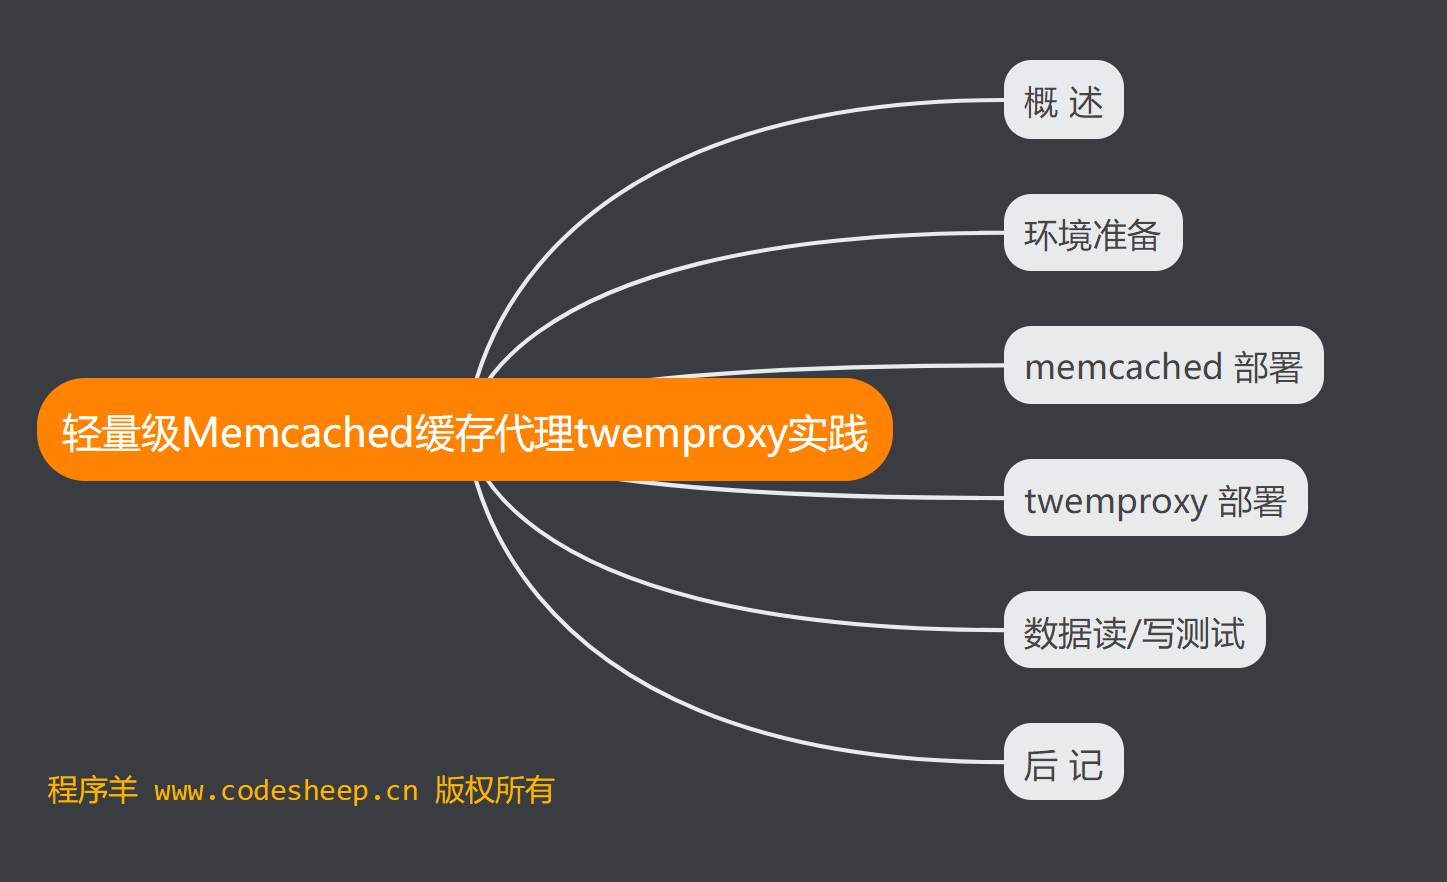 概 述
环境准备
memcached 部署
轻量级Memcached缓存代理twemproxy实践
twemproxy 部署
数据读/写测试
后 记
程序羊 www.codesheep.cn 版权所有